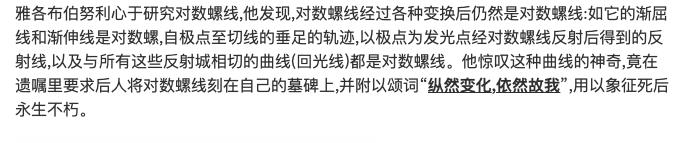 雅各布伯努利心于研究对数螺线,他发现,对数螺线经过各种变换后仍然是对数螺线:如它的渐屈
线和渐伸线是对数螺,自极点至切线的垂足的轨迹,以极点为发光点经对数螺线反射后得到的反
射线,以及与所有这些反射城相切的曲线(回光线)都是对数螺线。他惊叹这种曲线的神奇,竟在
遗嘱里要求后人将对数螺线刻在自己的墓碑上,并附以颂词“纵然变化,依然故我”,用以象征死后
永生不朽。